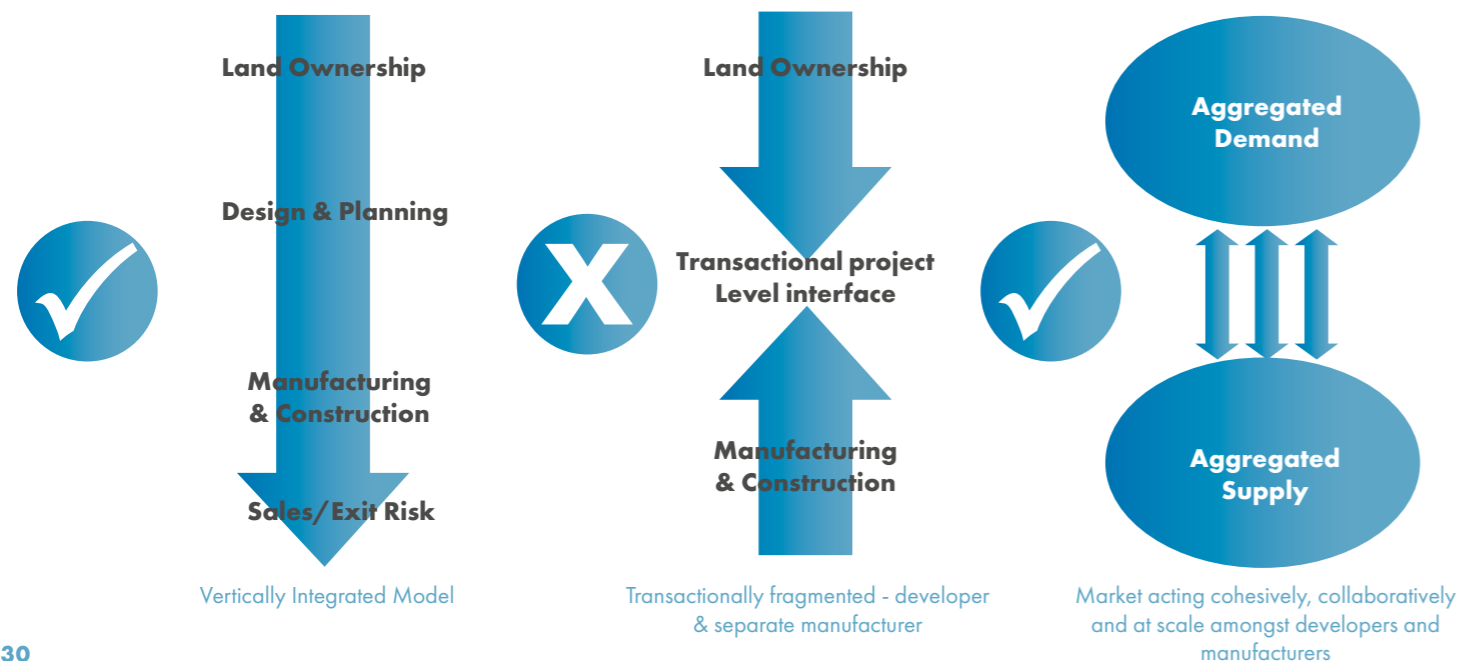 Land Ownership
Design & Planning
Manufacturing
& Construction
Sales/Exit Risk
Vertically Integrated Model
X
Land Ownership
Transactional project
Level interface
Manufacturing
& Construction
Transactionally fragmented - developer
& separate manufacturer
Aggregated
Demand
Aggregated
Supply
Market acting cohesively, collaboratively
and at scale amongst developers and
manufacturers
30